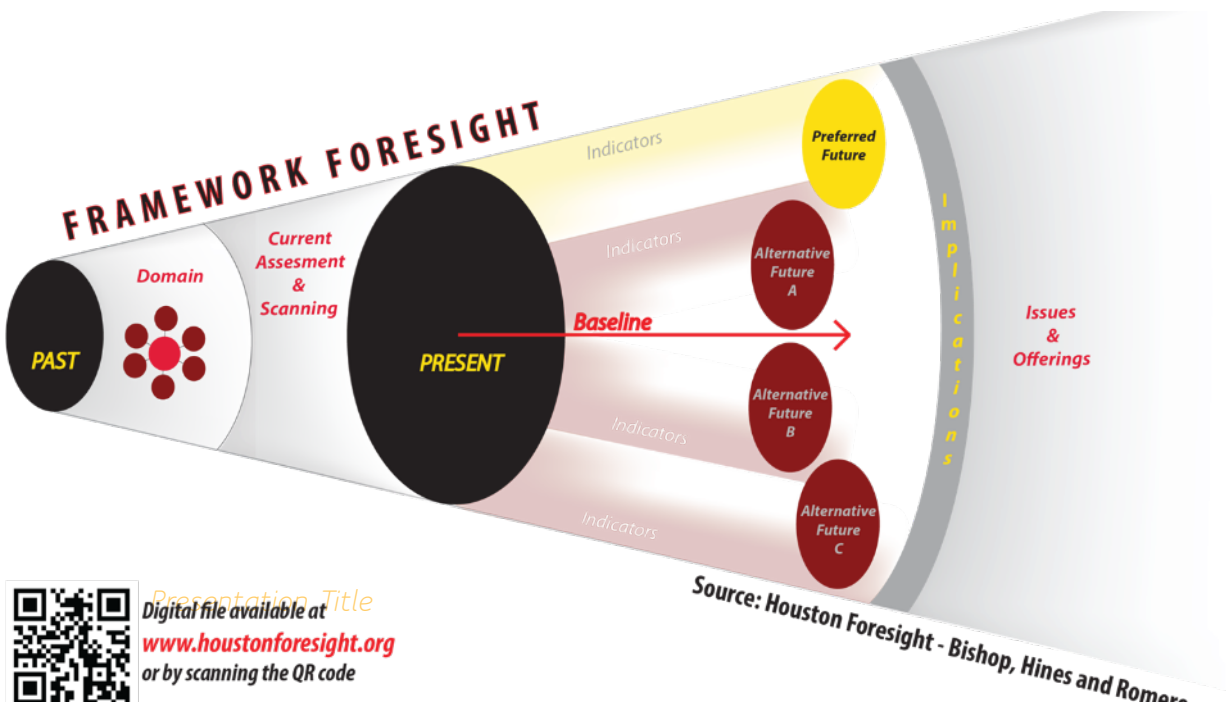 FRAMEWORK FORESIGHT
PAST
Domain
Current
Assesment
&
Scanning
PRESENT
Indicators
Preferred
Future
Indicators
Alternative
Future
A
Baseline
Alternative
Future
B
Indicators
Alternative
Future
C
Indicators
Implications
Issues
&
Offerings
Presentation Title
Digital file available at
www.houstonforesight.org
or by scanning the QR code
Source: Houston Foresight - Bishop, Hines and Romero